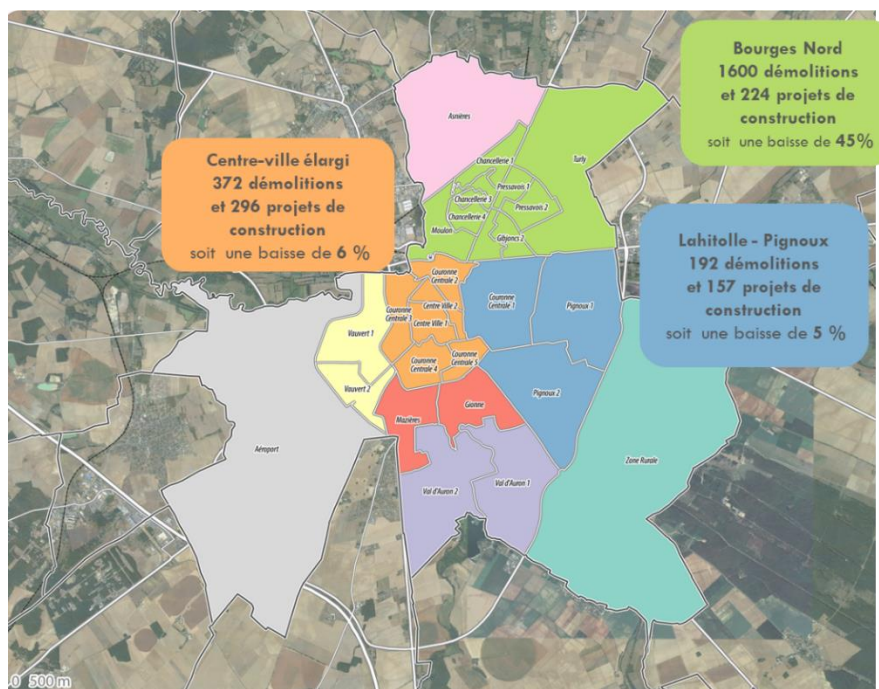 Bourges Nord
1600 démolitions
et 224 projets de
construction
soit une baisse de 45%
Centre-ville élargi
372 démolitions
et 296 projets de
construction
soit une baisse de 6 %
Lahitolle - Pignoux
192 démolitions
et 157 projets de
construction
soit une baisse de 5 %
Asnières
Chancellerie 1
Turly
Pressavois 1
Chancellerie 3
Pressavois 2
Chancellerie 4
Moulon
Gibjoncs 2
Couronne
Centrale 2
Couronne
Centrale 3
Centre Ville 2
Centre Ville 1
Couronne
Centrale 1
Pignoux 1
Vauvert 1
Couronne
Centrale 4
Couronne
Centrale 5
Vauvert 2
Pignoux 2
Mazières
Gionne
Aéroport
Zone Rurale
Val d'Auron 2
Val d'Auron 1
0 500 m